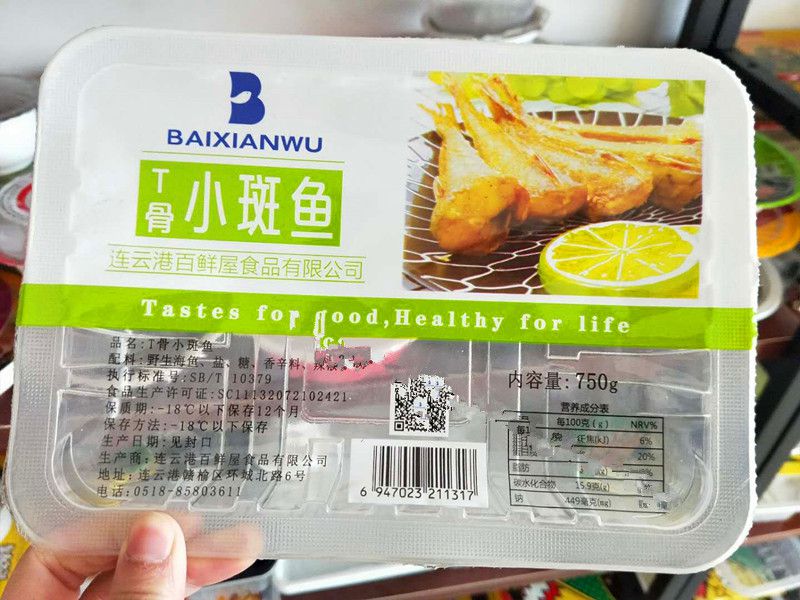 BAIXIANWU
T骨 小斑鱼
连云港百鲜屋食品有限公司
Tastes for good,Healthy for life
品名:T骨小斑鱼
配料:野生海鱼、盐、糖、香辛料、
执行标准号:SB/T 10379
食品生产许可证:SC11132072102421
保质期:-18℃以下保存12个月
保存方法:-18℃以下保存
生产日期:见封口
生产商:连云港百鲜屋食品有限公司
地址:连云港赣榆区环城北路6号
电话:0518-85803611
6 947023 211317
内容量:750g
营养成分表
每100克(g) NRV%
6%
20%
脂肪
碳水化合物 15.9克(g)
钠 449毫克(mg)